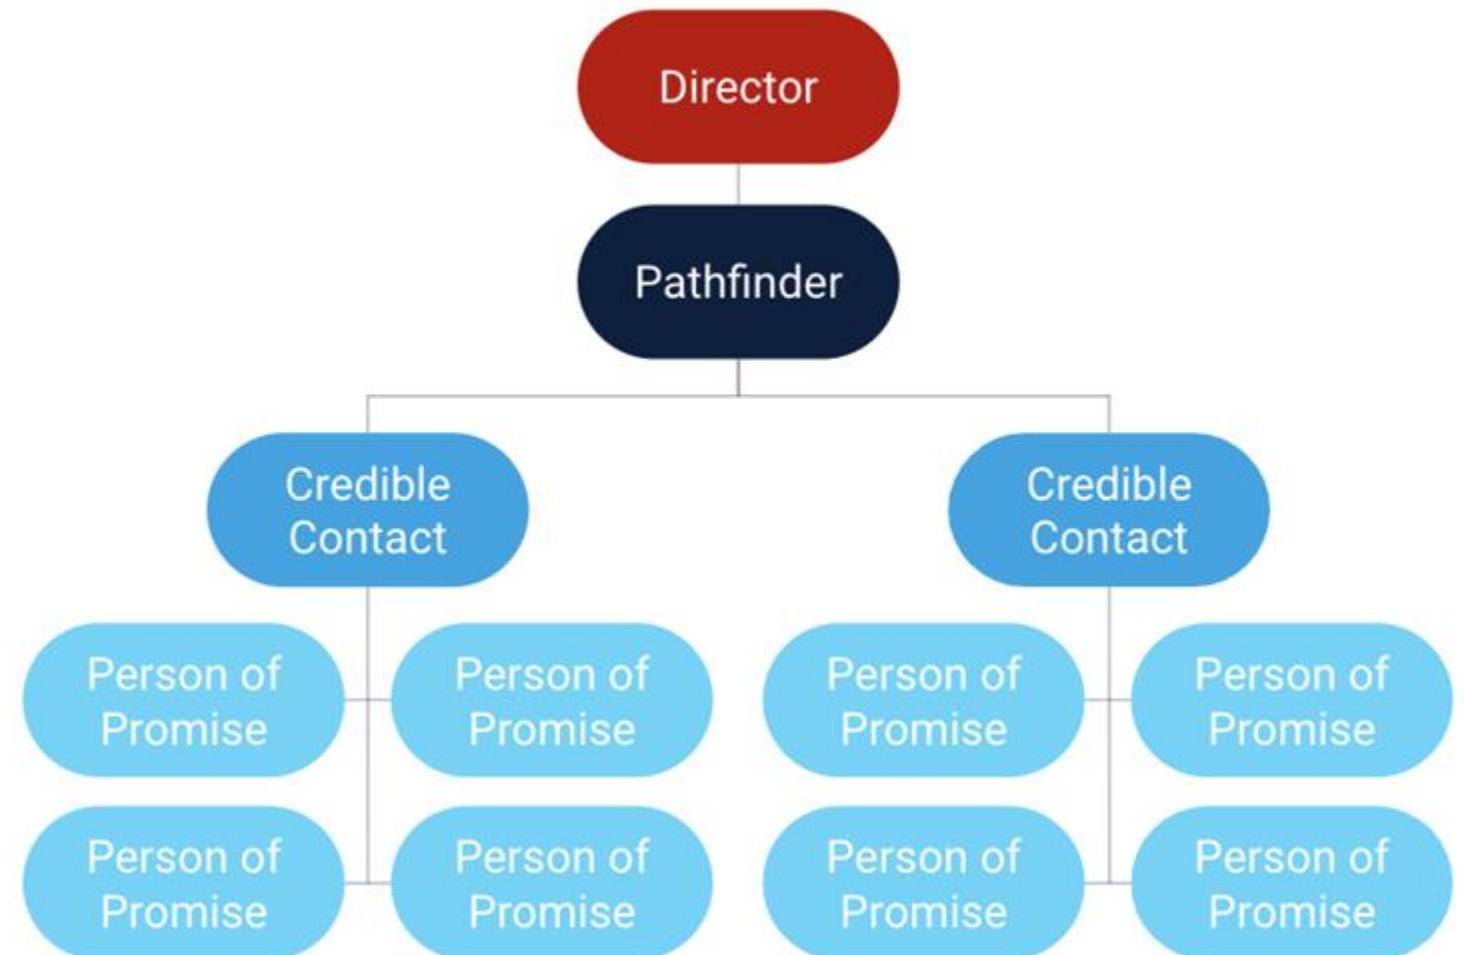 Director
Pathfinder
Credible
Contact
Credible
Contact
Person of
Promise
Person of
Promise
Person of
Promise
Person of
Promise
Person of
Promise
Person of
Promise
Person of
Promise
Person of
Promise